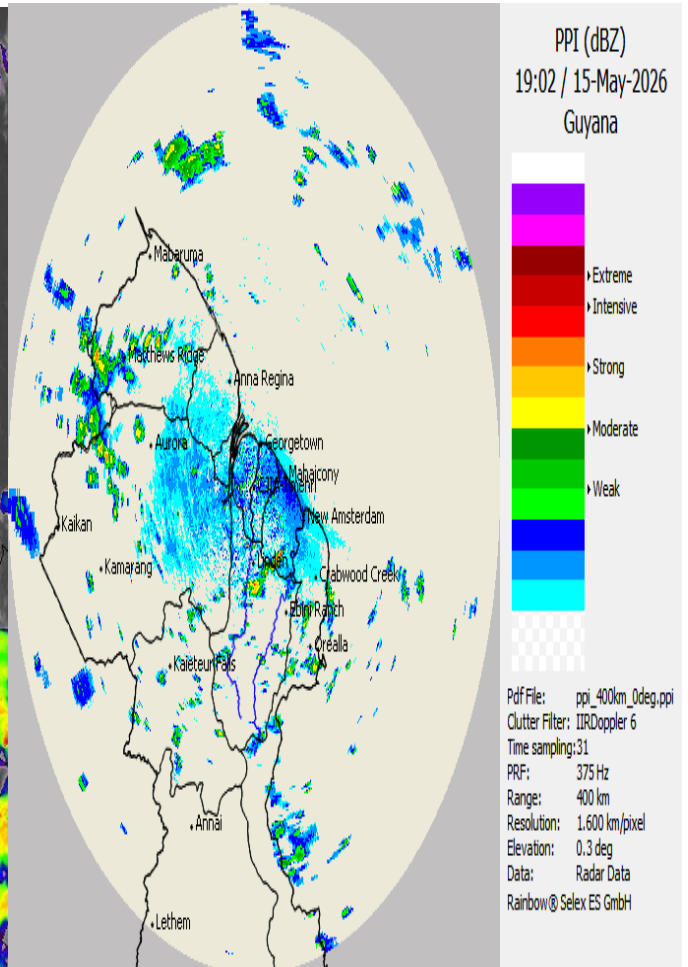 PPI (dBZ)
19:02 / 15-May-2026
Guyana
Extreme
Intensive
Strong
Moderate
Weak
Pdf File: ppi_400km_0deg.ppi
Clutter Filter: IIRDoppler 6
Time sampling:31
PRF: 375 Hz
Range: 400 km
Resolution: 1.600 km/pixel
Elevation: 0.3 deg
Data: Radar Data
Rainbow® Selex ES GmbH
Mabaruma
Matthews Ridge
Anna Regina
Aurora
Georgetown
Mahaicony
New Amsterdam
Kaikan
Kamarang
Linden
Crabwood Creek
Ebini Ranch
Orealla
Kaieteur Falls
Annai
Lethem